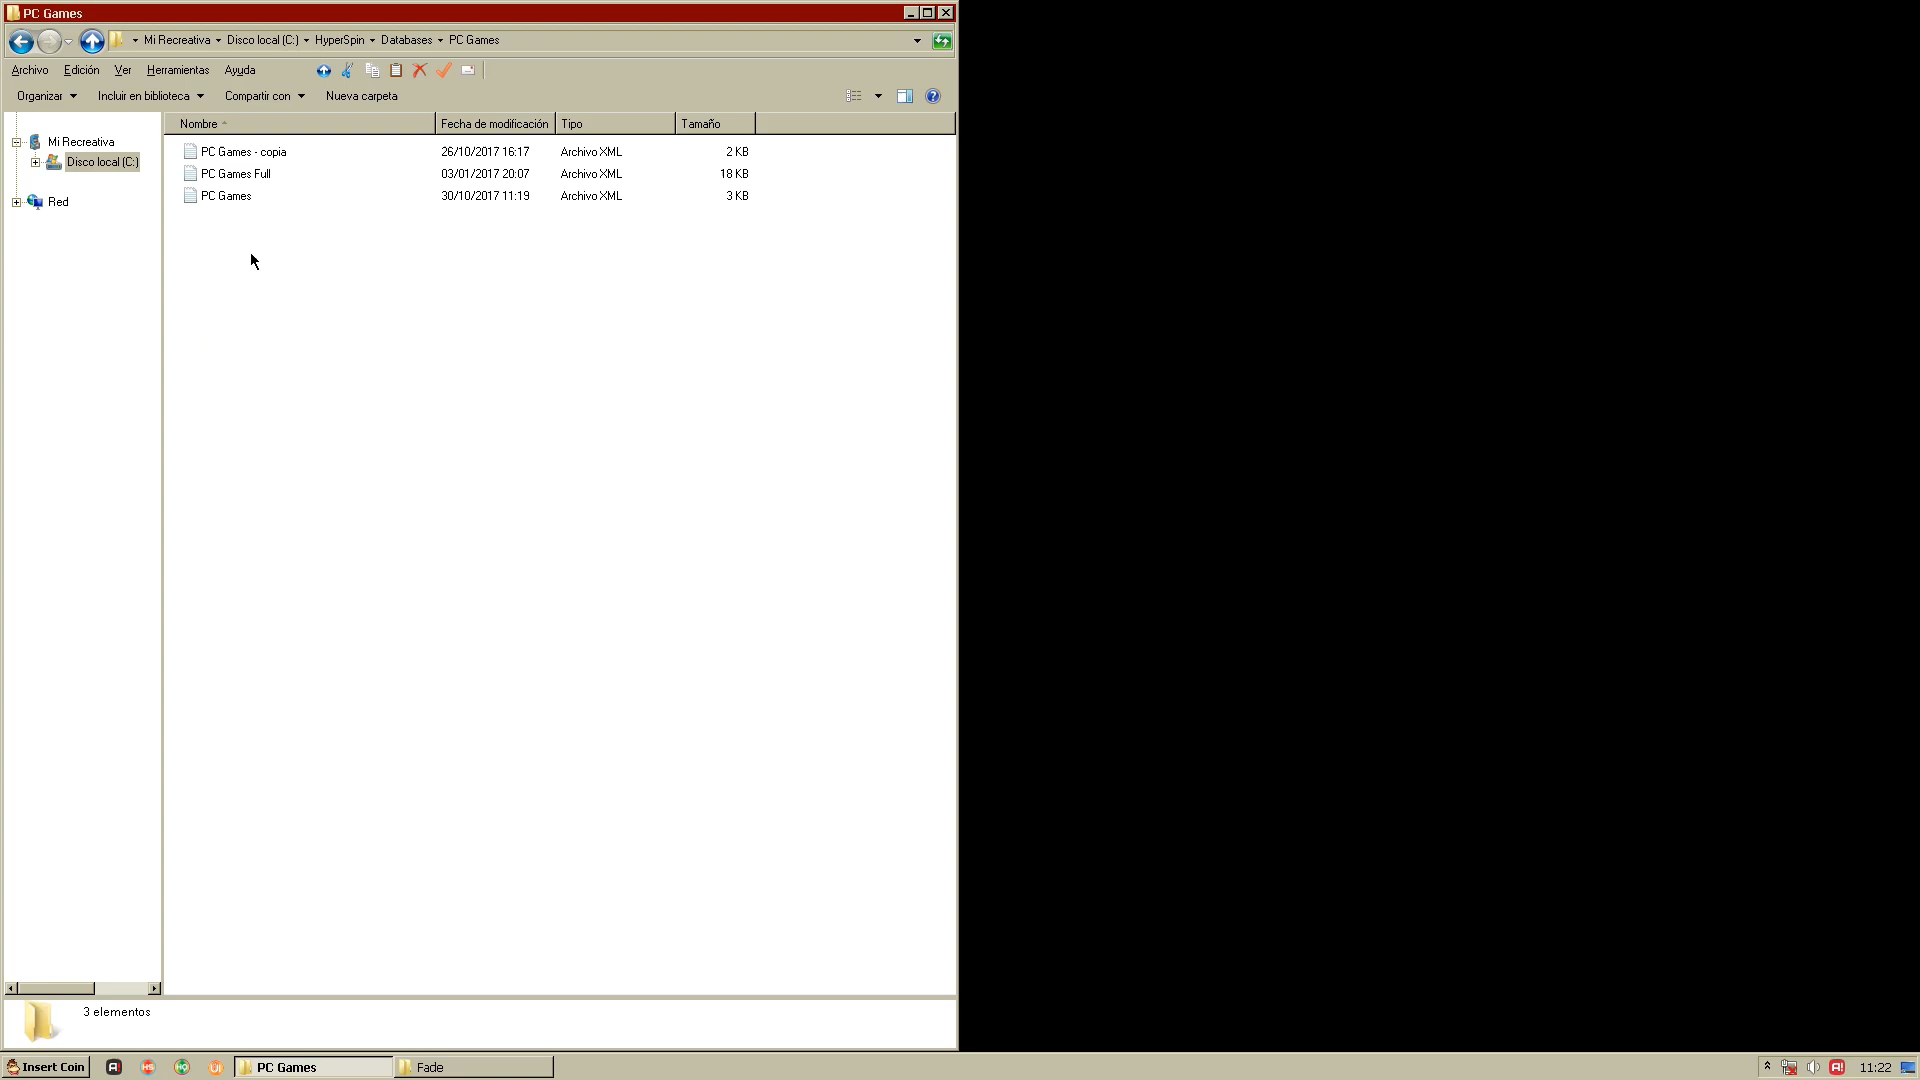 PC Games
Mi Recreativa Disco local (C:) HyperSpin Databases PC Games
Archivo Edición Ver Herramientas Ayuda
Organizar Incluir en biblioteca Compartir con Nueva carpeta
Nombre Fecha de modificación Tipo Tamaño
Mi Recreativa
Disco local (C:)
Red
PC Games - copia 26/10/2017 16:17 Archivo XML 2 KB
PC Games Full 03/01/2017 20:07 Archivo XML 18 KB
PC Games 30/10/2017 11:19 Archivo XML 3 KB
3 elementos
Insert Coin A! HS HQ UI PC Games Fade A! 11:22